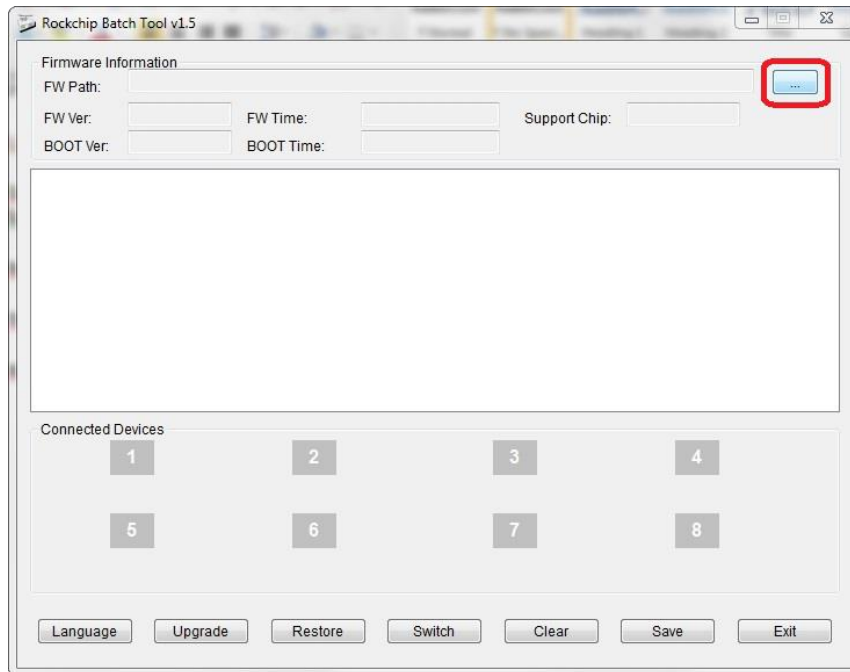 Rockchip Batch Tool v1.5
Firmware Information
FW Path:
...
FW Ver: FW Time: Support Chip:
BOOT Ver: BOOT Time:
Connected Devices
1 2 3 4
5 6 7 8
Language Upgrade Restore Switch Clear Save Exit